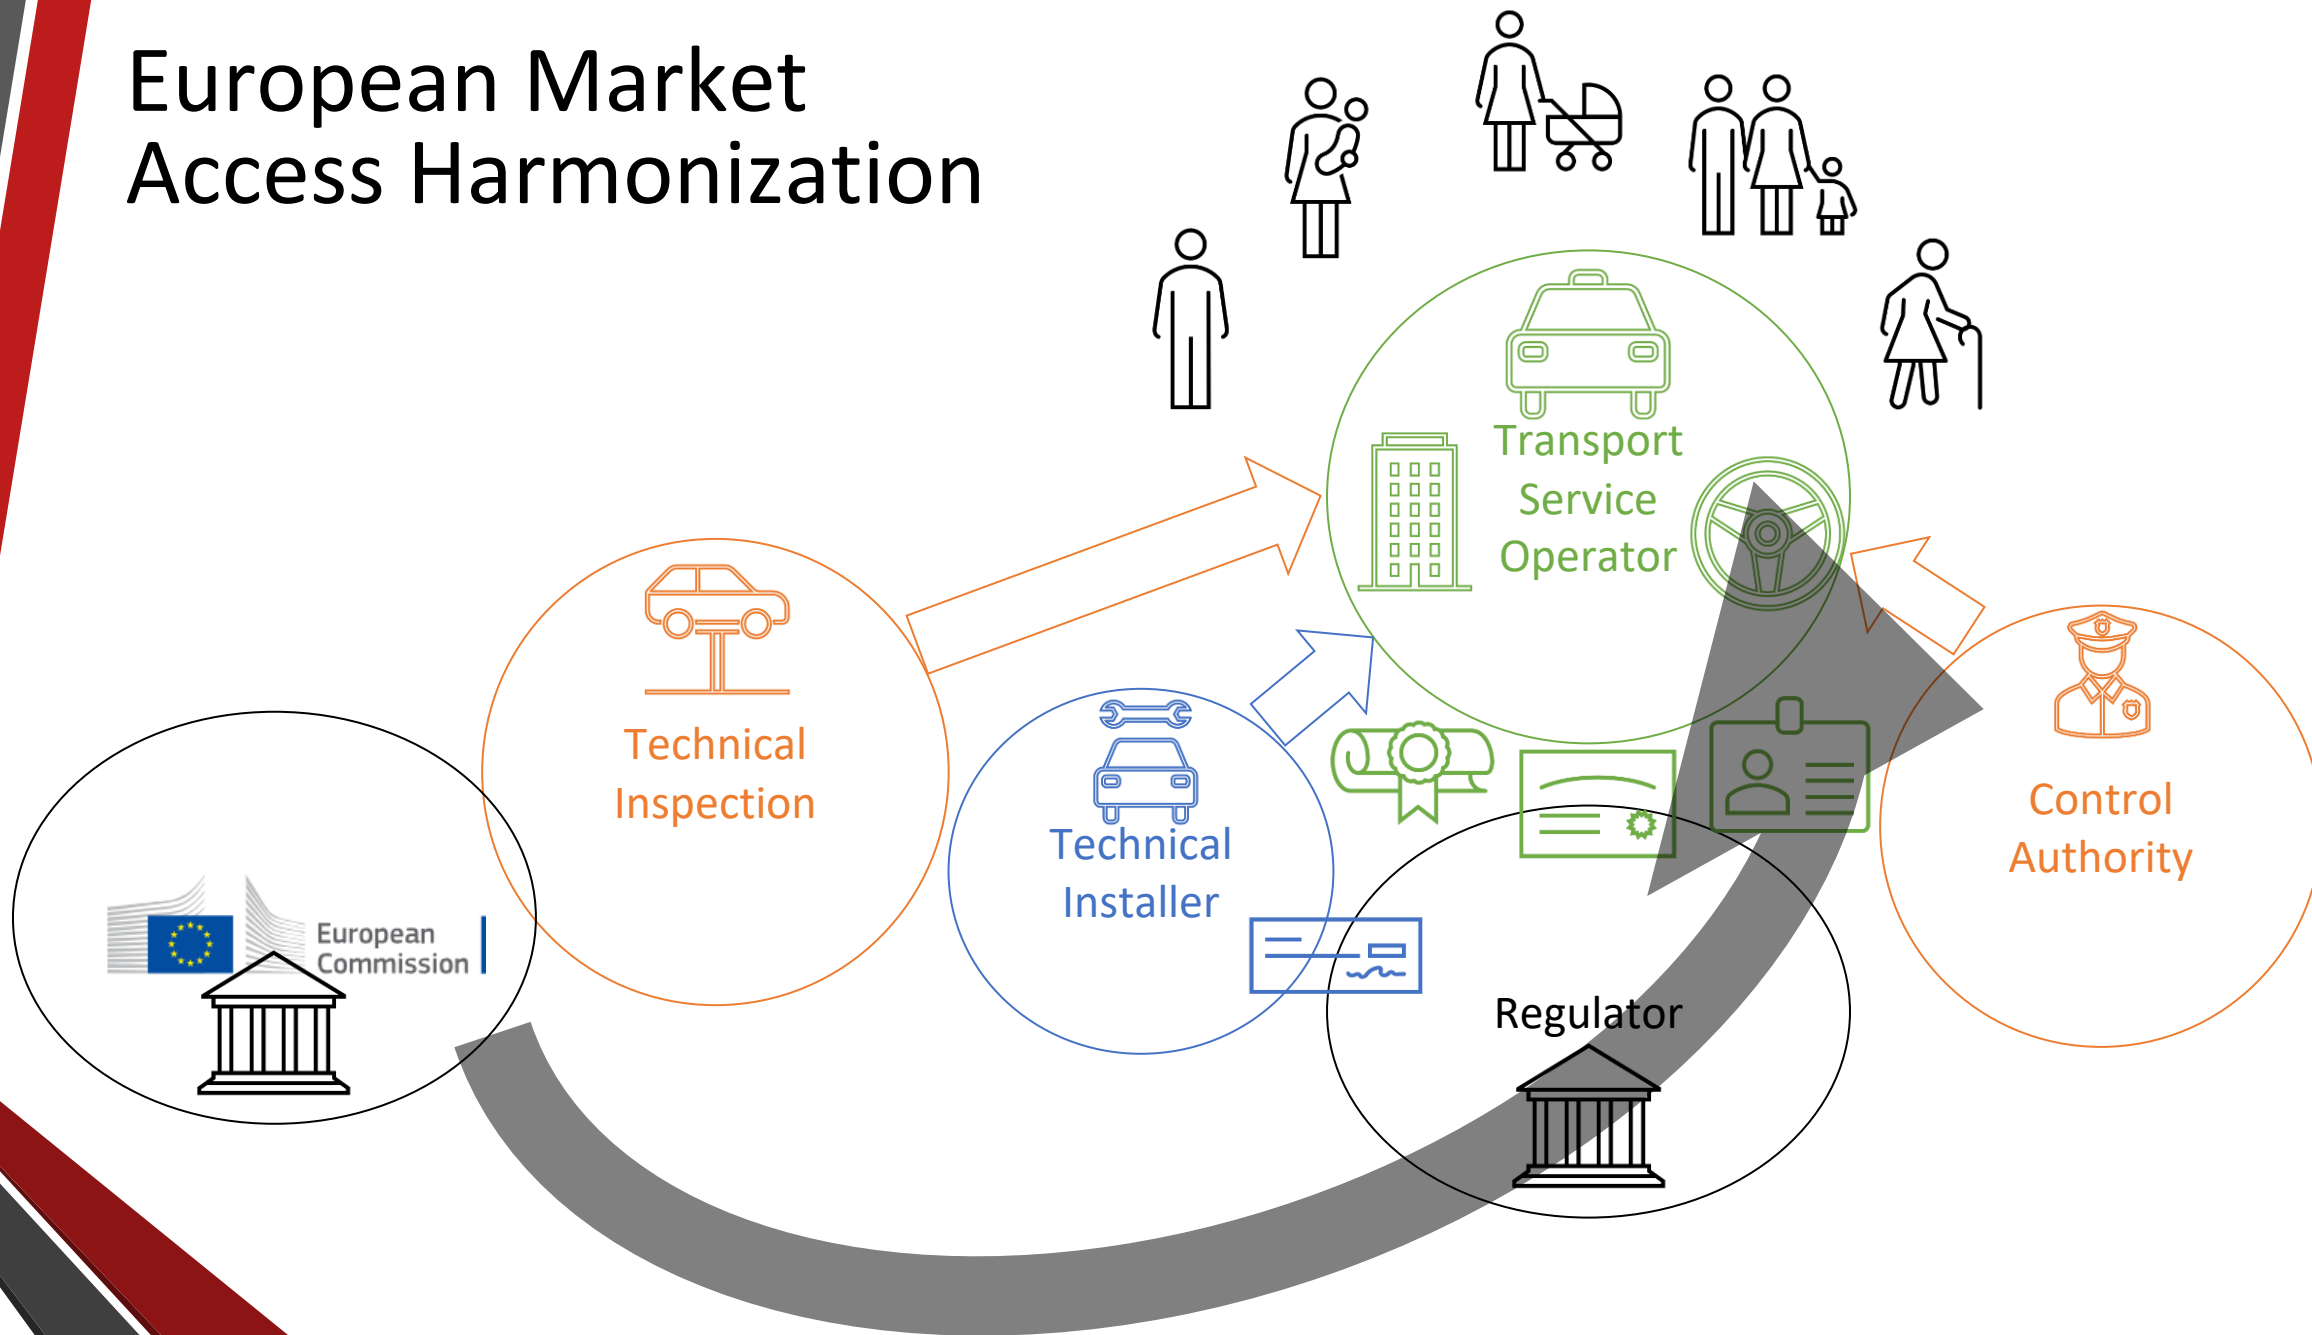 European Market
Access Harmonization
Transport
Service
Operator
Technical
Inspection
Technical
Installer
Control
Authority
European
Commission
Regulator